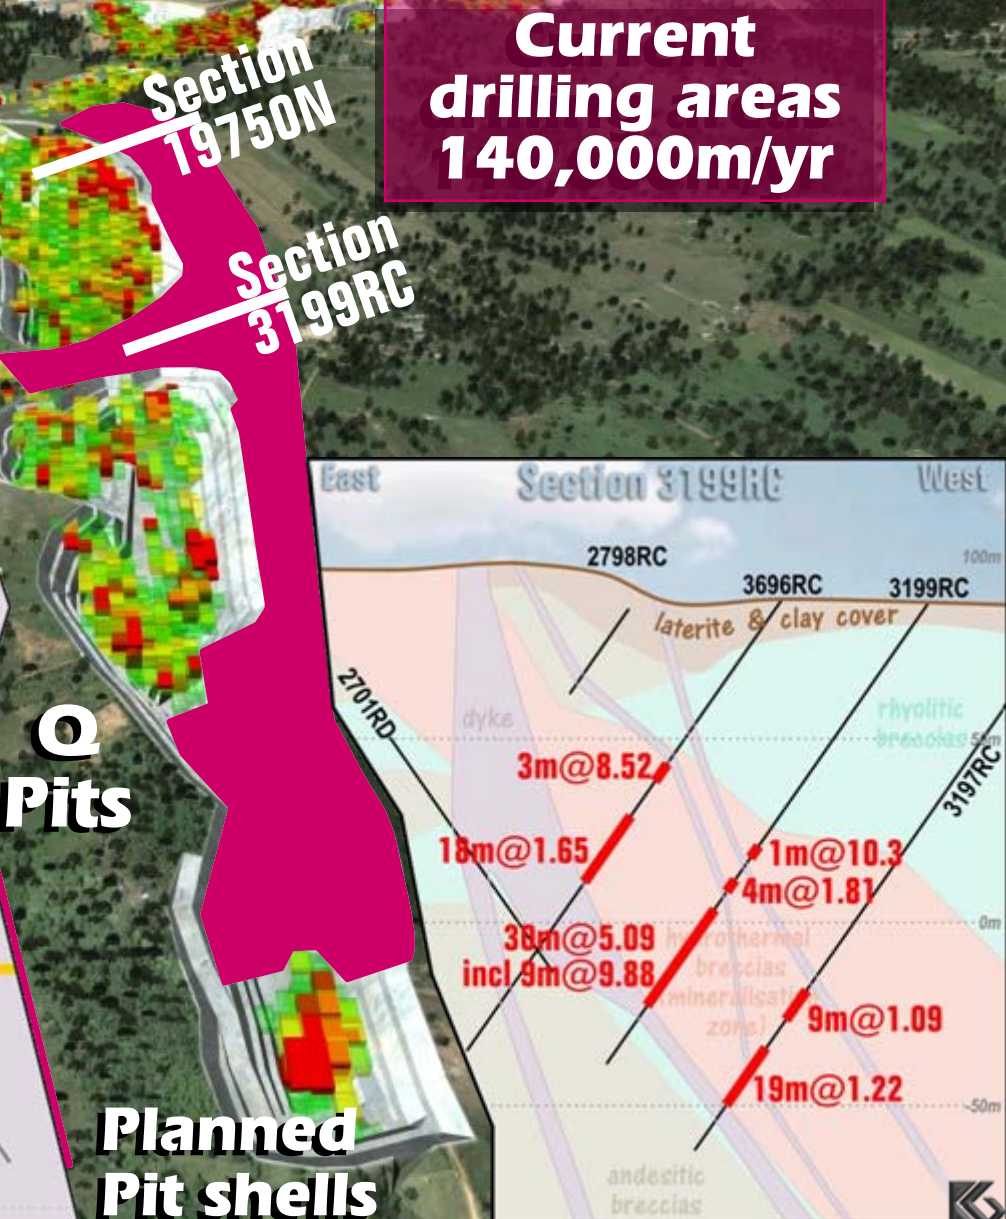 Current
drilling areas
140,000m/yr
Section
19750N
Section
3199RC
East
Section 3199RC
West
2798RC
100m
3696RC
3199RC
laterite & clay cover
2701RD
dyke
rhyolitic
breccias
50m
3197RC
3m@8.52
18m@1.65
1m@10.3
4m@1.81
0m
30m@5.09
incl 9m@9.88
hydrothermal
breccias
(mineralisation
zone)
9m@1.09
19m@1.22
-50m
andesitic
breccias
Q
Pits
Planned
Pit shells